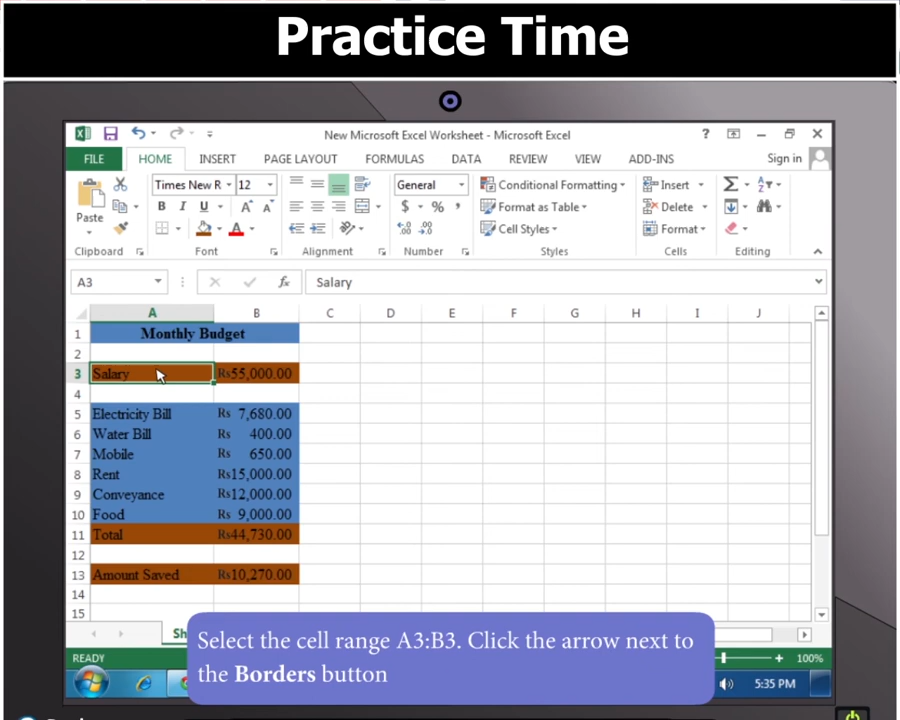 Practice Time
New Microsoft Excel Worksheet - Microsoft Excel
FILE HOME INSERT PAGE LAYOUT FORMULAS DATA REVIEW VIEW ADD-INS Sign in
Times New R 12 General Conditional Formatting Insert
Paste B I U A A $ % , Format as Table Delete
A Cell Styles Format
Clipboard Font Alignment Number Styles Cells Editing
A3 fx Salary
A B C D E F G H I J
1 Monthly Budget
2
3 Salary Rs55,000.00
4
5 Electricity Bill Rs 7,680.00
6 Water Bill Rs 400.00
7 Mobile Rs 650.00
8 Rent Rs15,000.00
9 Conveyance Rs12,000.00
10 Food Rs 9,000.00
11 Total Rs44,730.00
12
13 Amount Saved Rs10,270.00
14
15
Sh
Select the cell range A3:B3. Click the arrow next to
the Borders button
READY 100%
5:35 PM